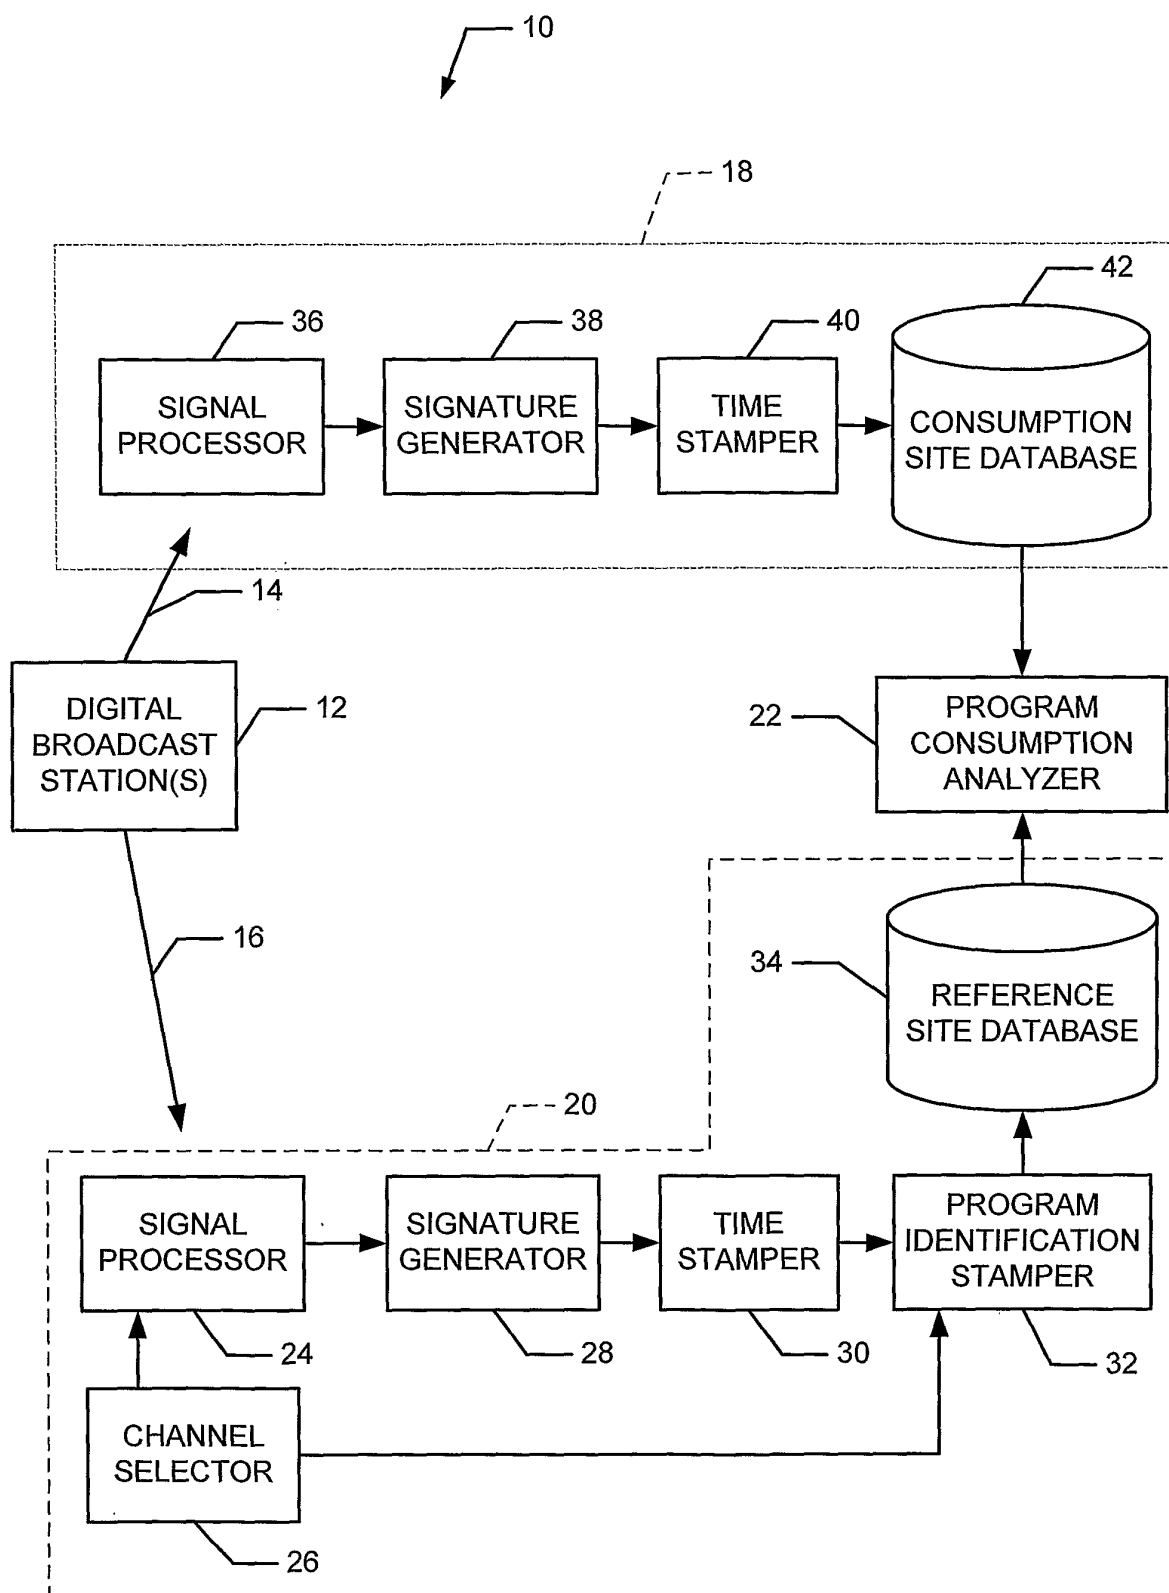 10
18
36
38
40
42
SIGNAL
PROCESSOR
SIGNATURE
GENERATOR
TIME
STAMPER
CONSUMPTION
SITE DATABASE
14
DIGITAL
BROADCAST
STATION(S)
12
22
PROGRAM
CONSUMPTION
ANALYZER
16
34
REFERENCE
SITE DATABASE
20
SIGNAL
PROCESSOR
SIGNATURE
GENERATOR
TIME
STAMPER
PROGRAM
IDENTIFICATION
STAMPER
24
28
30
32
CHANNEL
SELECTOR
26